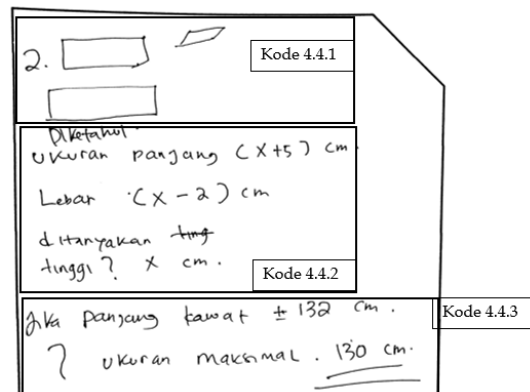 2.
Kode 4.4.1
Diketahui.
ukuran panjang (x+5) cm.
Lebar (x-2) cm
ditanyakan ting
tinggi? x cm.
Kode 4.4.2
Jika panjang kawat ± 132 cm.
Kode 4.4.3
? ukuran maksimal. 130 cm.